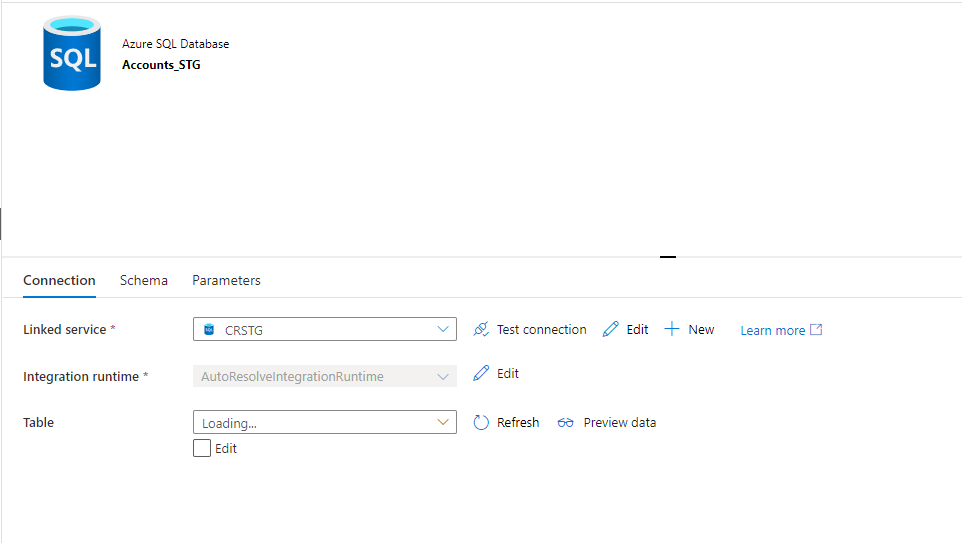 SQL
Azure SQL Database
Accounts_STG
Connection Schema Parameters
Linked service * CRSTG Test connection Edit New Learn more
Integration runtime * AutoResolveIntegrationRuntime Edit
Table Loading... Refresh Preview data
Edit